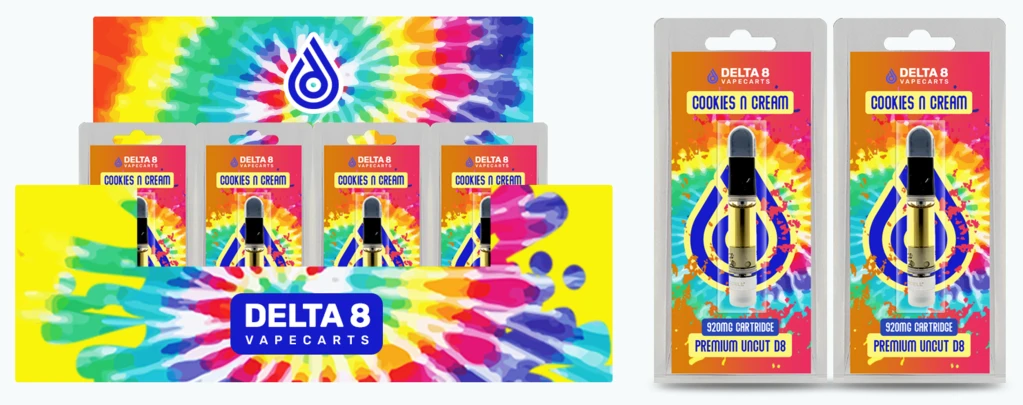 DELTA 8
VAPECARTS
COOKIES N CREAM
DELTA 8
VAPECARTS
COOKIES N CREAM
DELTA 8
VAPECARTS
COOKIES N CREAM
DELTA 8
VAPECARTS
COOKIES N CREAM
DELTA 8
VAPECARTS
DELTA 8
VAPECARTS
COOKIES N CREAM
920MG CARTRIDGE
PREMIUM UNCUT D8
DELTA 8
VAPECARTS
COOKIES N CREAM
920MG CARTRIDGE
PREMIUM UNCUT D8